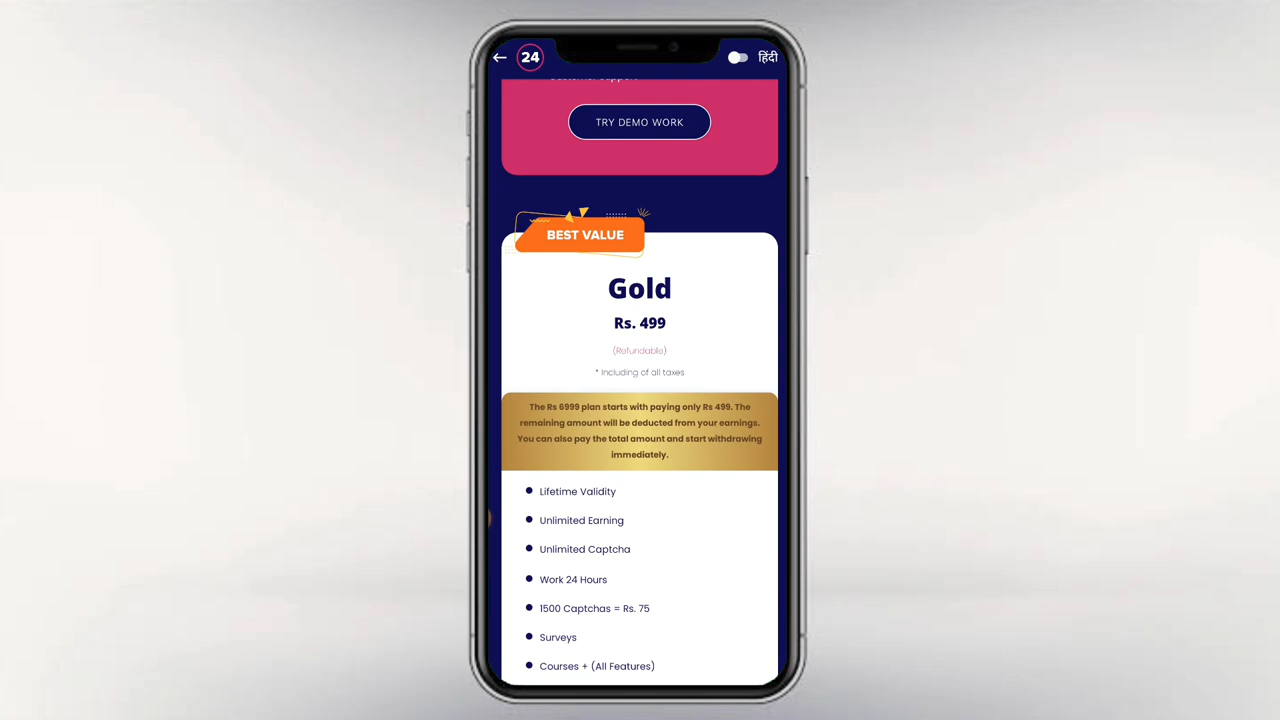 24
हिंदी
Customer Support
TRY DEMO WORK
BEST VALUE
Gold
Rs. 499
(Refundable)
* Including of all taxes
The Rs 6999 plan starts with paying only Rs 499. The
remaining amount will be deducted from your earnings.
You can also pay the total amount and start withdrawing
immediately.
Lifetime Validity
Unlimited Earning
Unlimited Captcha
Work 24 Hours
1500 Captchas = Rs. 75
Surveys
Courses + (All Features)